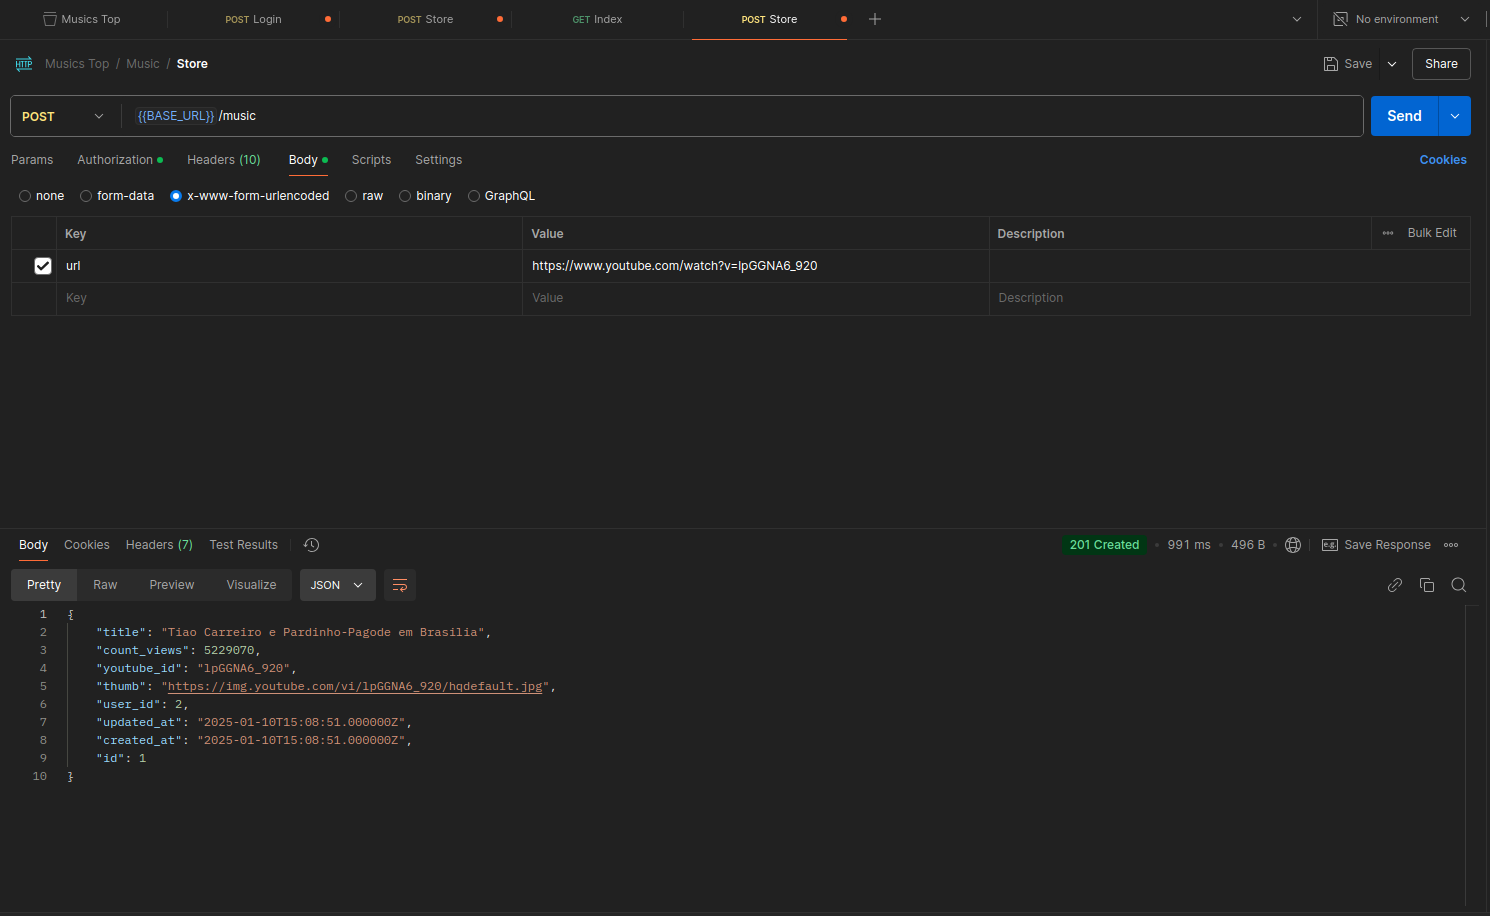 Musics Top POST Login POST Store GET Index POST Store No environment
HTTP Musics Top / Music / Store Save Share
POST {{BASE_URL}} /music Send
Params Authorization Headers (10) Body Scripts Settings Cookies
none form-data x-www-form-urlencoded raw binary GraphQL
Key Value Description Bulk Edit
url https://www.youtube.com/watch?v=lpGGNA6_920
Key Value Description
Body Cookies Headers (7) Test Results 201 Created 991 ms 496 B e.g. Save Response
Pretty Raw Preview Visualize JSON
1 {
2 "title": "Tiao Carreiro e Pardinho-Pagode em Brasilia",
3 "count_views": 5229070,
4 "youtube_id": "lpGGNA6_920",
5 "thumb": "https://img.youtube.com/vi/lpGGNA6_920/hqdefault.jpg",
6 "user_id": 2,
7 "updated_at": "2025-01-10T15:08:51.000000Z",
8 "created_at": "2025-01-10T15:08:51.000000Z",
9 "id": 1
10 }